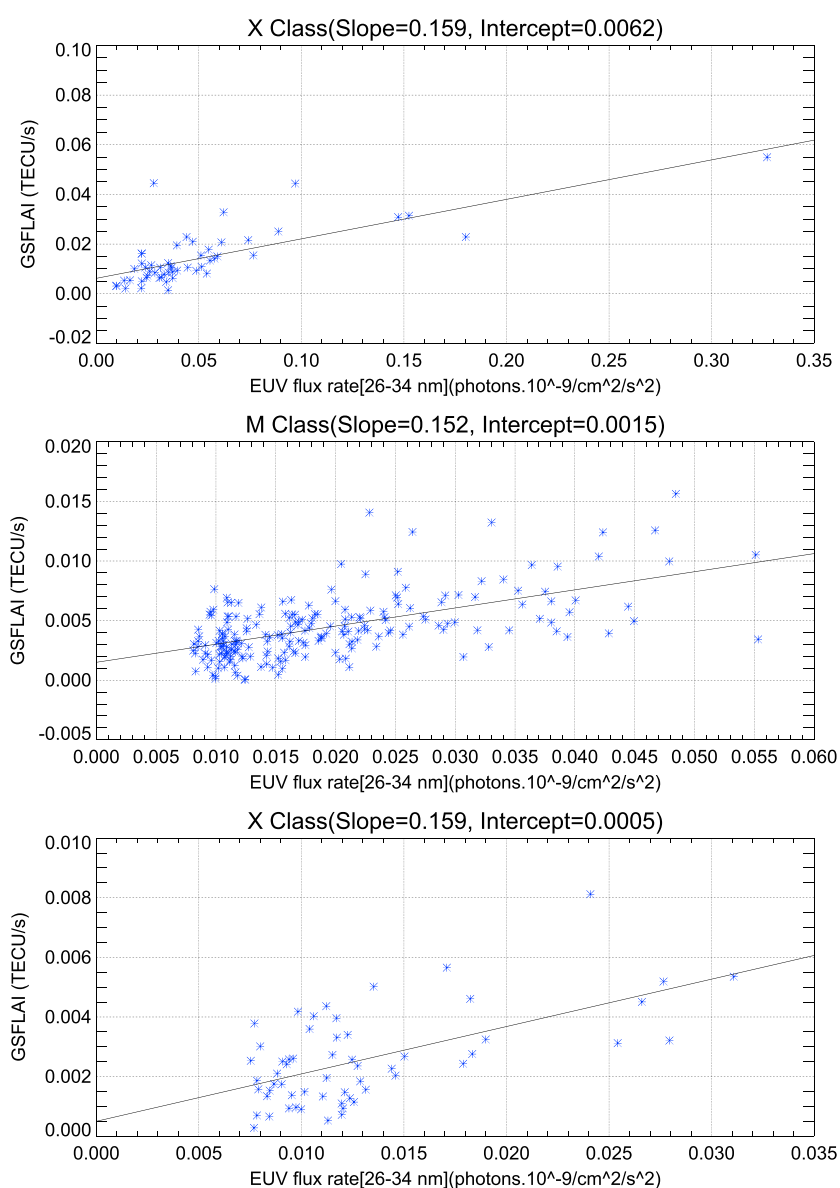 X Class(Slope=0.159, Intercept=0.0062)
0.10
0.08
0.06
0.04
0.02
0.00
-0.02
GSFLAI (TECU/s)
0.00 0.05 0.10 0.15 0.20 0.25 0.30 0.35
EUV flux rate[26-34 nm](photons.10^-9/cm^2/s^2)
M Class(Slope=0.152, Intercept=0.0015)
0.020
0.015
0.010
0.005
0.000
-0.005
GSFLAI (TECU/s)
0.000 0.005 0.010 0.015 0.020 0.025 0.030 0.035 0.040 0.045 0.050 0.055 0.060
EUV flux rate[26-34 nm](photons.10^-9/cm^2/s^2)
X Class(Slope=0.159, Intercept=0.0005)
0.010
0.008
0.006
0.004
0.002
0.000
GSFLAI (TECU/s)
0.000 0.005 0.010 0.015 0.020 0.025 0.030 0.035
EUV flux rate[26-34 nm](photons.10^-9/cm^2/s^2)